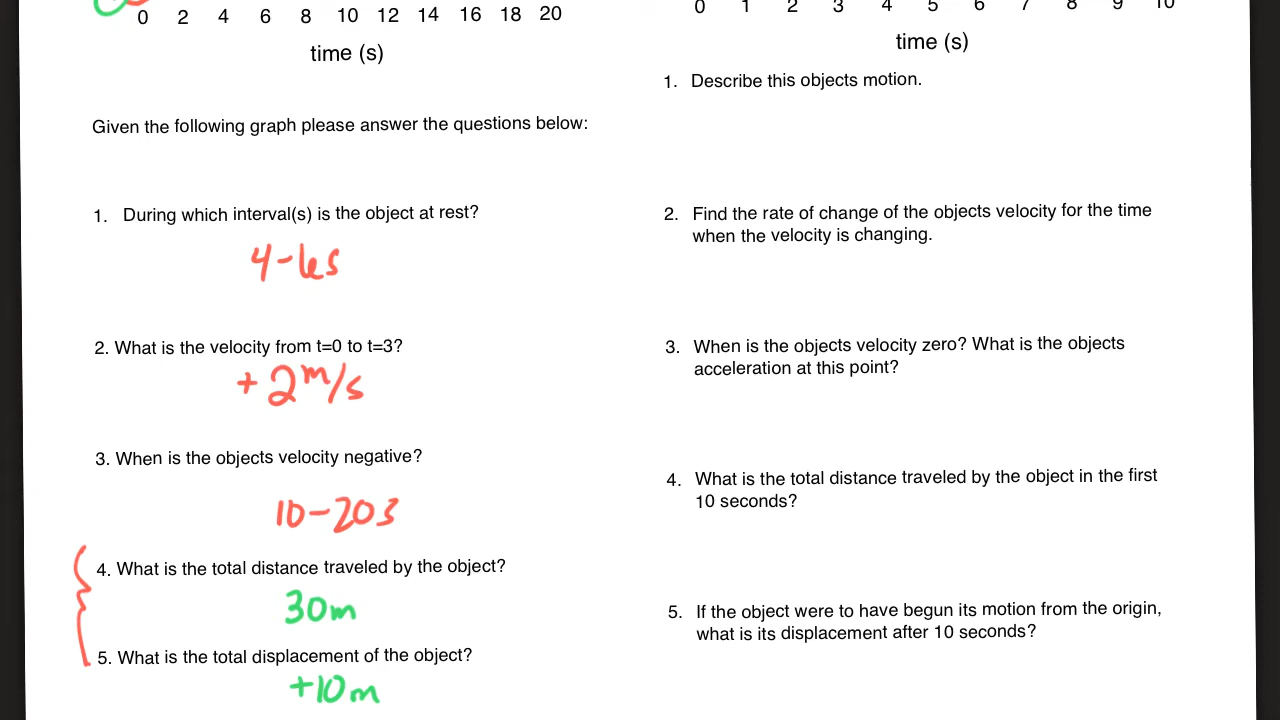 0 2 4 6 8 10 12 14 16 18 20
time (s)
Given the following graph please answer the questions below:
1. During which interval(s) is the object at rest?
4-6s
2. What is the velocity from t=0 to t=3?
+2m/s
3. When is the objects velocity negative?
10-20s
4. What is the total distance traveled by the object?
30m
5. What is the total displacement of the object?
+10m
0 1 2 3 4 5 6 7 8 9 10
time (s)
1. Describe this objects motion.
2. Find the rate of change of the objects velocity for the time
when the velocity is changing.
3. When is the objects velocity zero? What is the objects
acceleration at this point?
4. What is the total distance traveled by the object in the first
10 seconds?
5. If the object were to have begun its motion from the origin,
what is its displacement after 10 seconds?